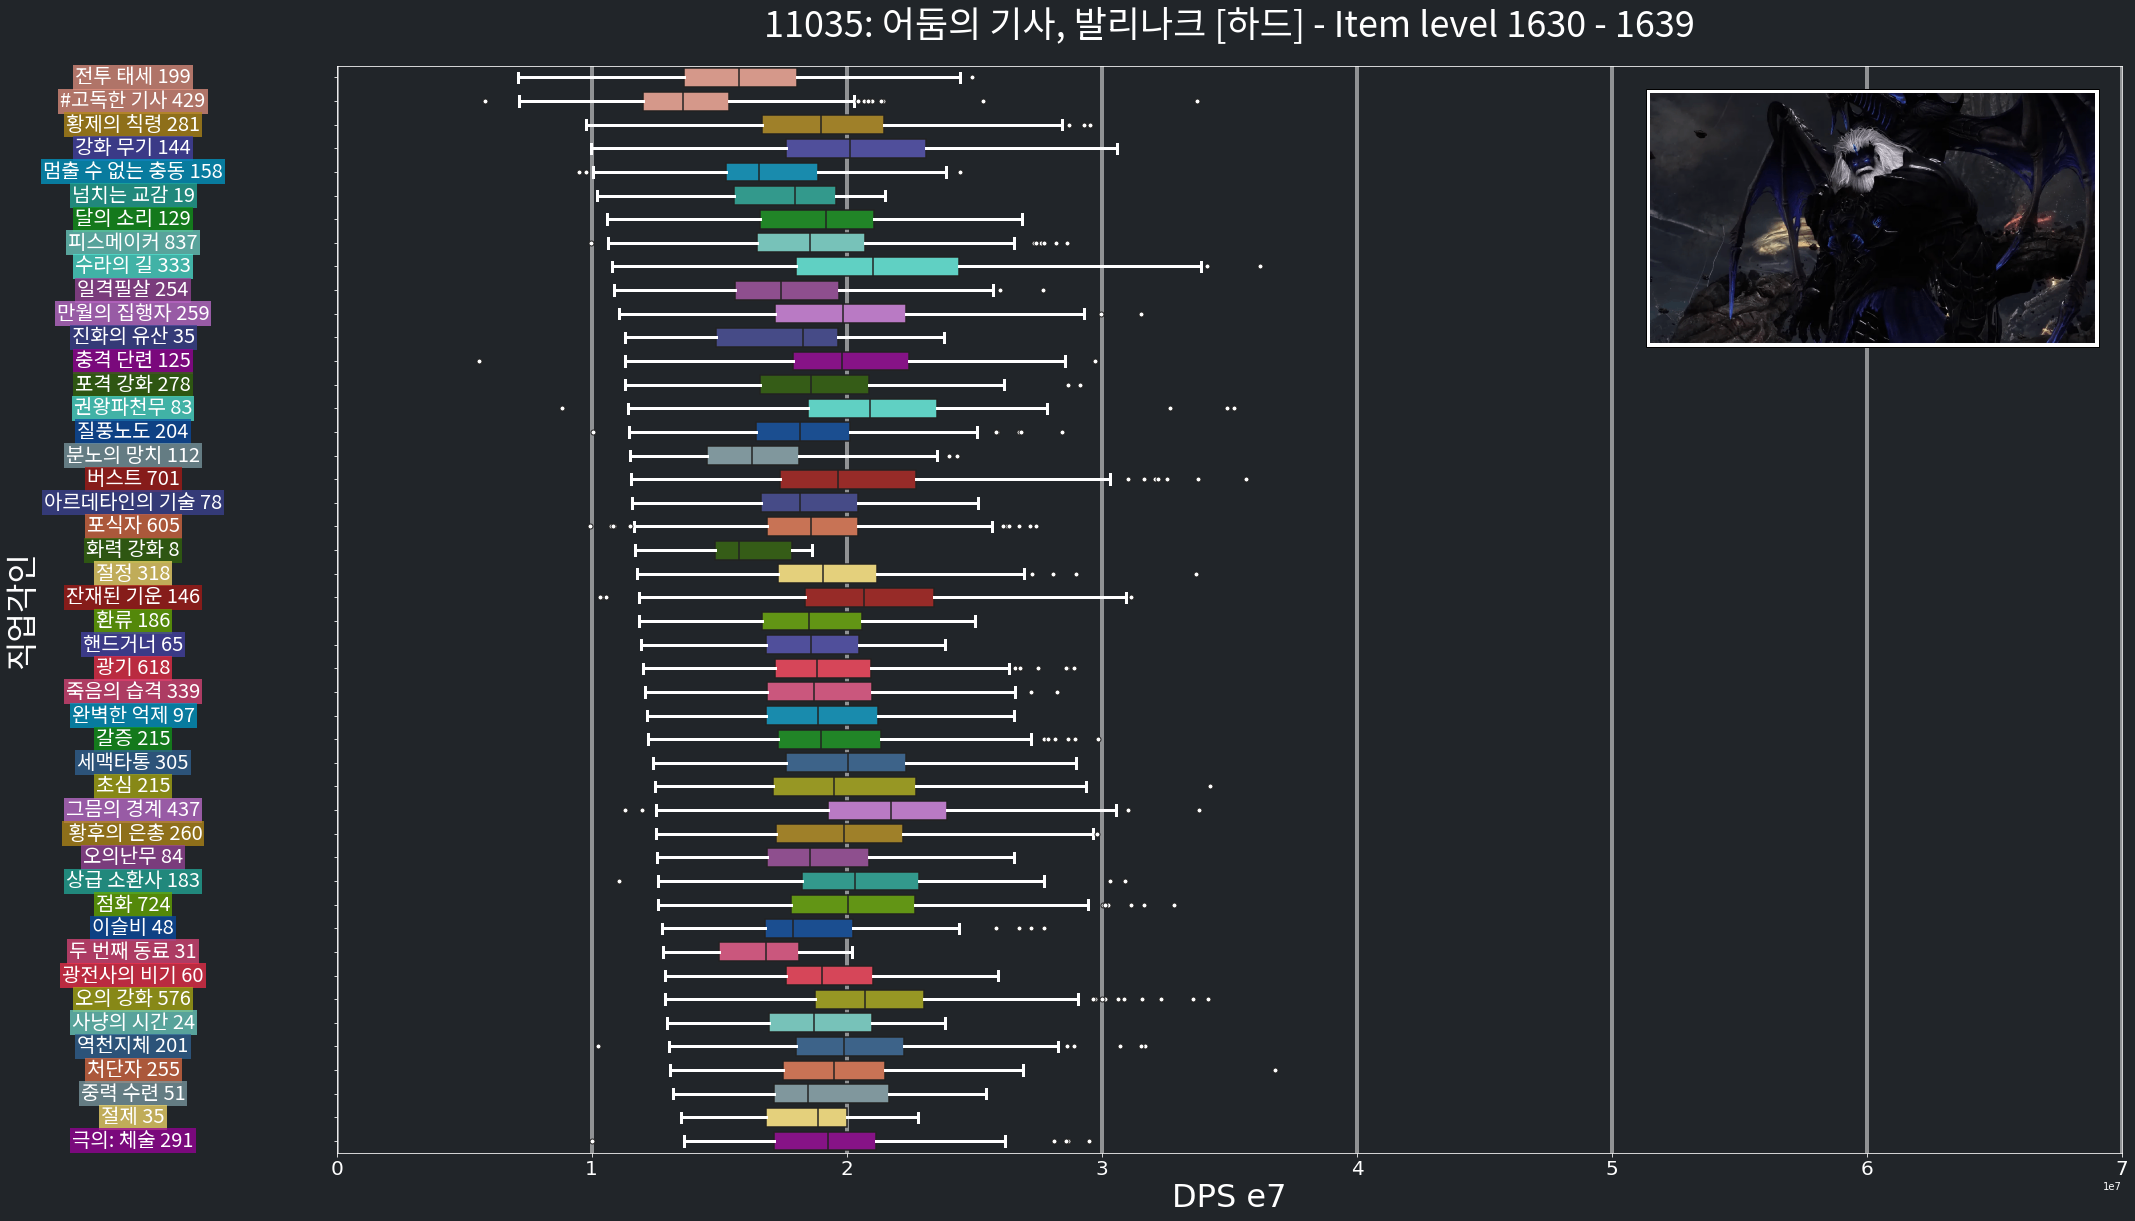 11035: 어둠의 기사, 발리나크 [하드] - Item level 1630 - 1639
전투 태세 199
#고독한 기사 429
황제의 칙령 281
강화 무기 144
멈출 수 없는 충동 158
넘치는 교감 19
달의 소리 129
피스메이커 837
수라의 길 333
일격필살 254
만월의 집행자 259
진화의 유산 35
충격 단련 125
포격 강화 278
권왕파천무 83
질풍노도 204
분노의 망치 112
버스트 701
아르데타인의 기술 78
포식자 605
화력 강화 8
절정 318
잔재된 기운 146
환류 186
핸드거너 65
광기 618
죽음의 습격 339
완벽한 억제 97
갈증 215
세맥타통 305
초심 215
그믐의 경계 437
황후의 은총 260
오의난무 84
상급 소환사 183
점화 724
이슬비 48
두 번째 동료 31
광전사의 비기 60
오의 강화 576
사냥의 시간 24
역천지체 201
처단자 255
중력 수련 51
절제 35
극의: 체술 291
직업각인
0 1 2 3 4 5 6 7
1e7
DPS e7